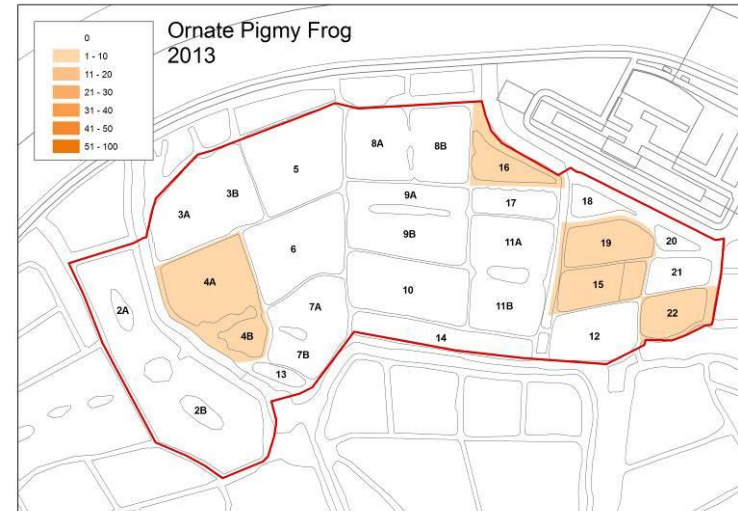 Ornate Pigmy Frog
2013
0
1 - 10
11 - 20
21 - 30
31 - 40
41 - 50
51 - 100
8A
8B
5
16
3B
9A
17
18
3A
9B
11A
19
20
6
21
4A
15
10
2A
7A
11B
22
4B
14
12
7B
13
2B